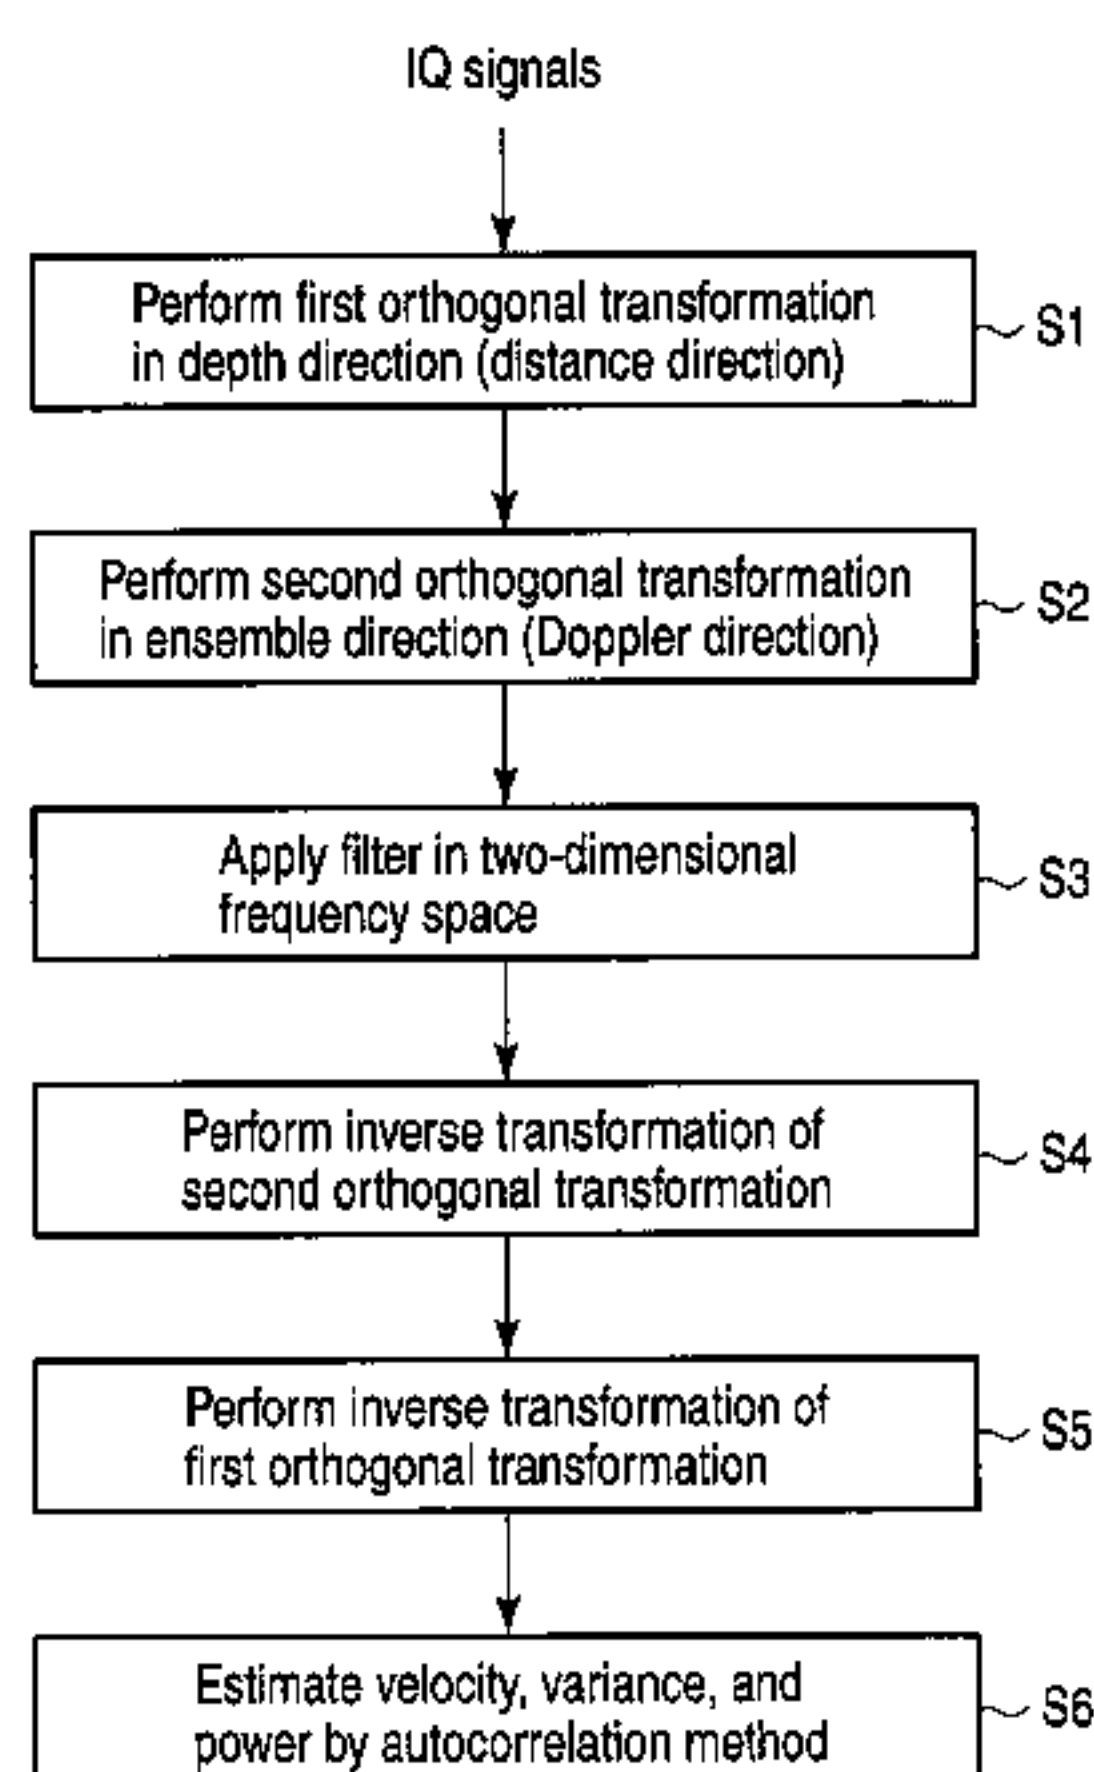 IQ signals
Perform first orthogonal transformation
in depth direction (distance direction)
S1
Perform second orthogonal transformation
in ensemble direction (Doppler direction)
S2
Apply filter in two-dimensional
frequency space
S3
Perform inverse transformation of
second orthogonal transformation
S4
Perform inverse transformation of
first orthogonal transformation
S5
Estimate velocity, variance, and
power by autocorrelation method
S6